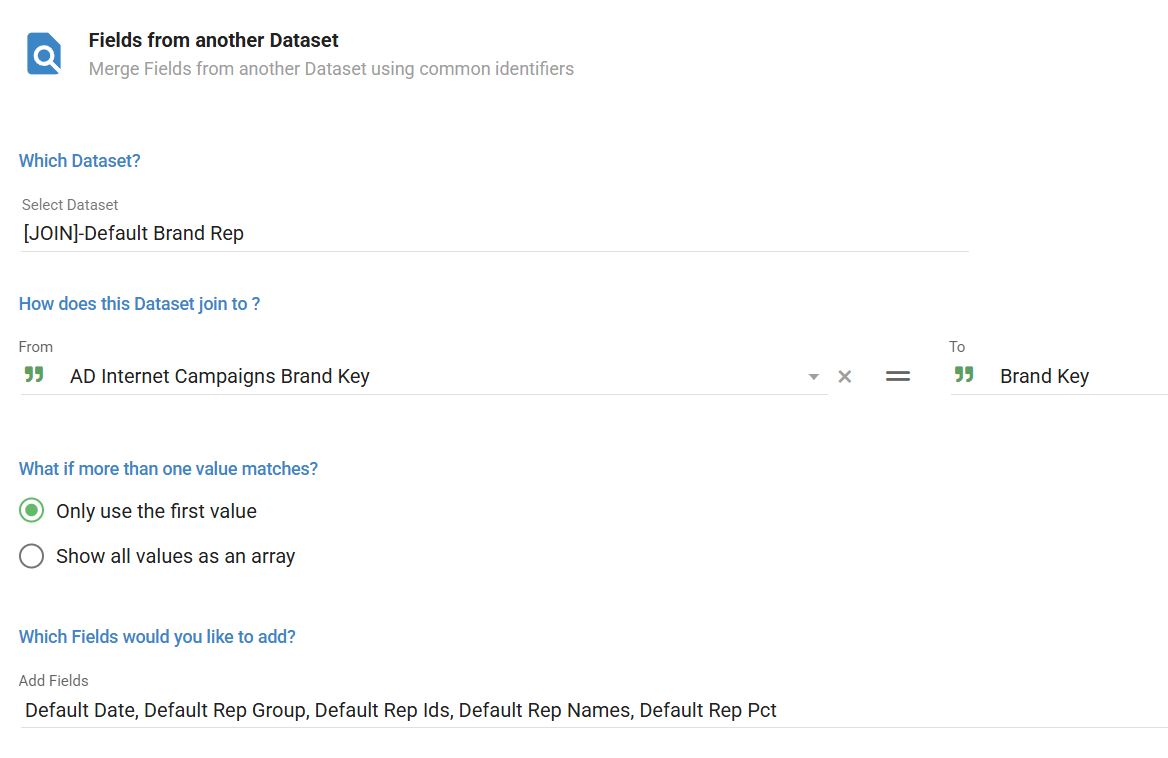 Fields from another Dataset
Merge Fields from another Dataset using common identifiers
Which Dataset?
Select Dataset
[JOIN]-Default Brand Rep
How does this Dataset join to ?
From
To
AD Internet Campaigns Brand Key
Brand Key
What if more than one value matches?
Only use the first value
Show all values as an array
Which Fields would you like to add?
Add Fields
Default Date, Default Rep Group, Default Rep Ids, Default Rep Names, Default Rep Pct